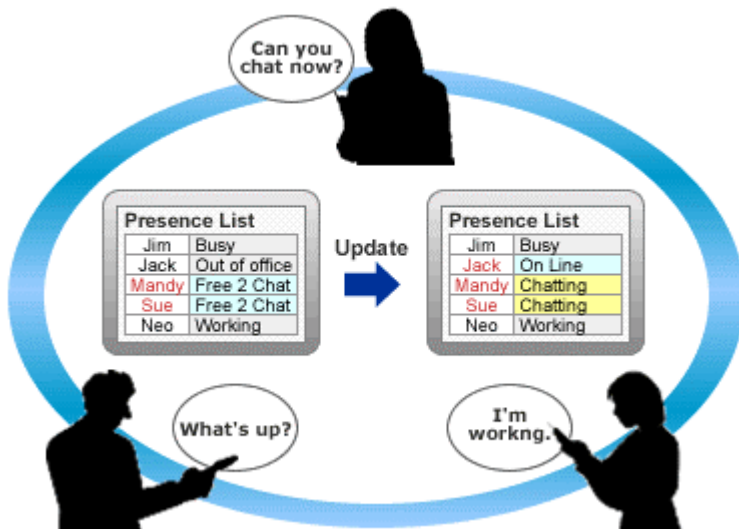 Can you
chat now?
Presence List
Jim Busy
Jack Out of office
Mandy Free 2 Chat
Sue Free 2 Chat
Neo Working
Update
Presence List
Jim Busy
Jack On Line
Mandy Chatting
Sue Chatting
Neo Working
What's up?
I'm
workng.